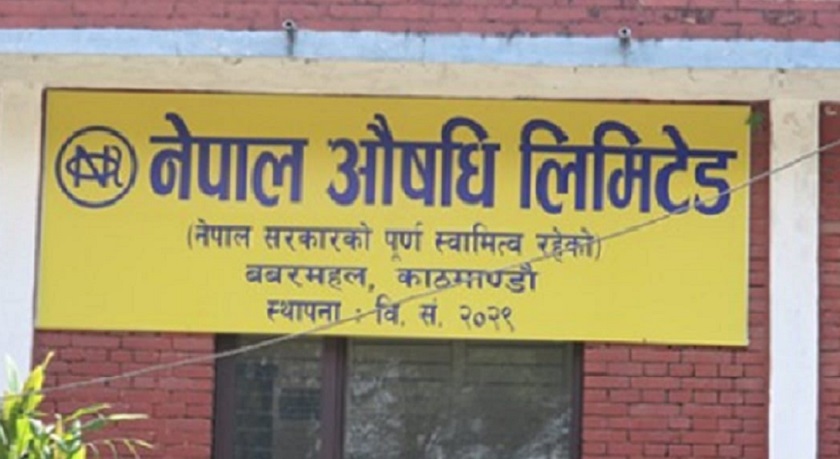 नेपाल औषधि लिमिटेड
(नेपाल सरकारको पूर्ण स्वामित्व रहेको)
बबरमहल, काठमाण्डौ
स्थापना : वि. सं. २०२९